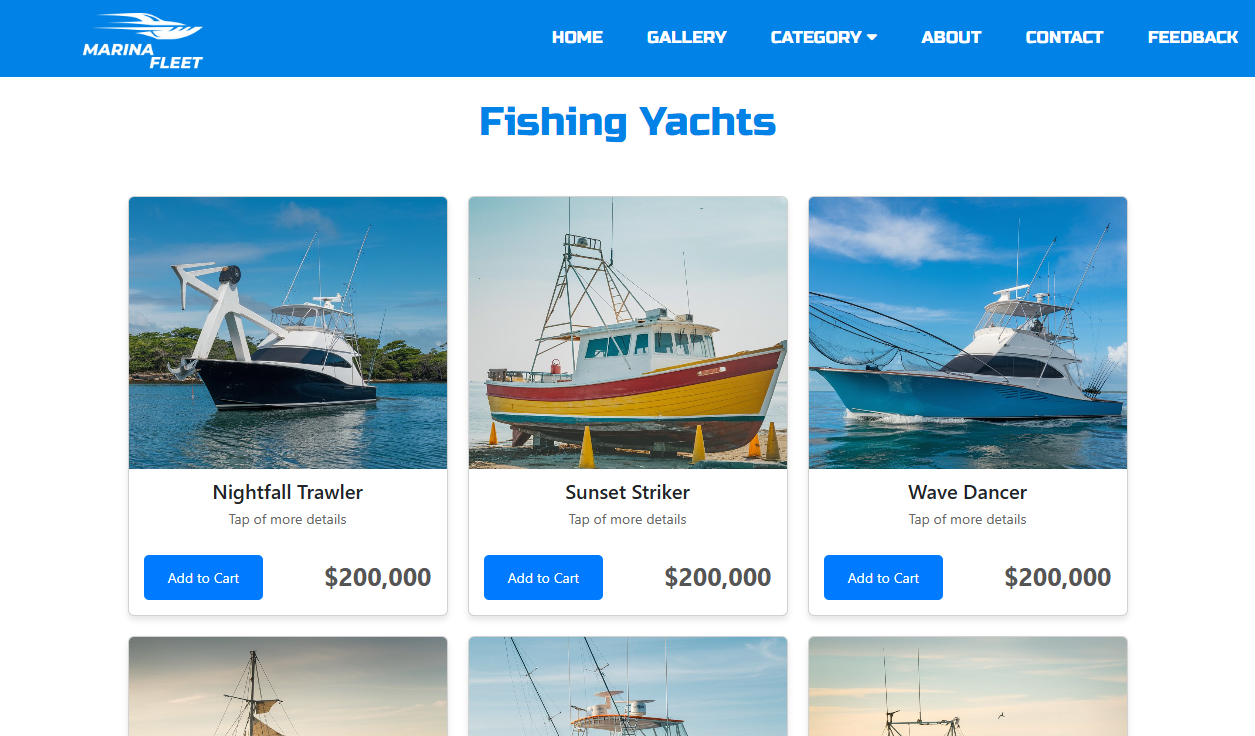 MARINA
FLEET
HOME GALLERY CATEGORY ABOUT CONTACT FEEDBACK
Fishing Yachts
Nightfall Trawler
Tap of more details
Add to Cart $200,000
Sunset Striker
Tap of more details
Add to Cart $200,000
Wave Dancer
Tap of more details
Add to Cart $200,000